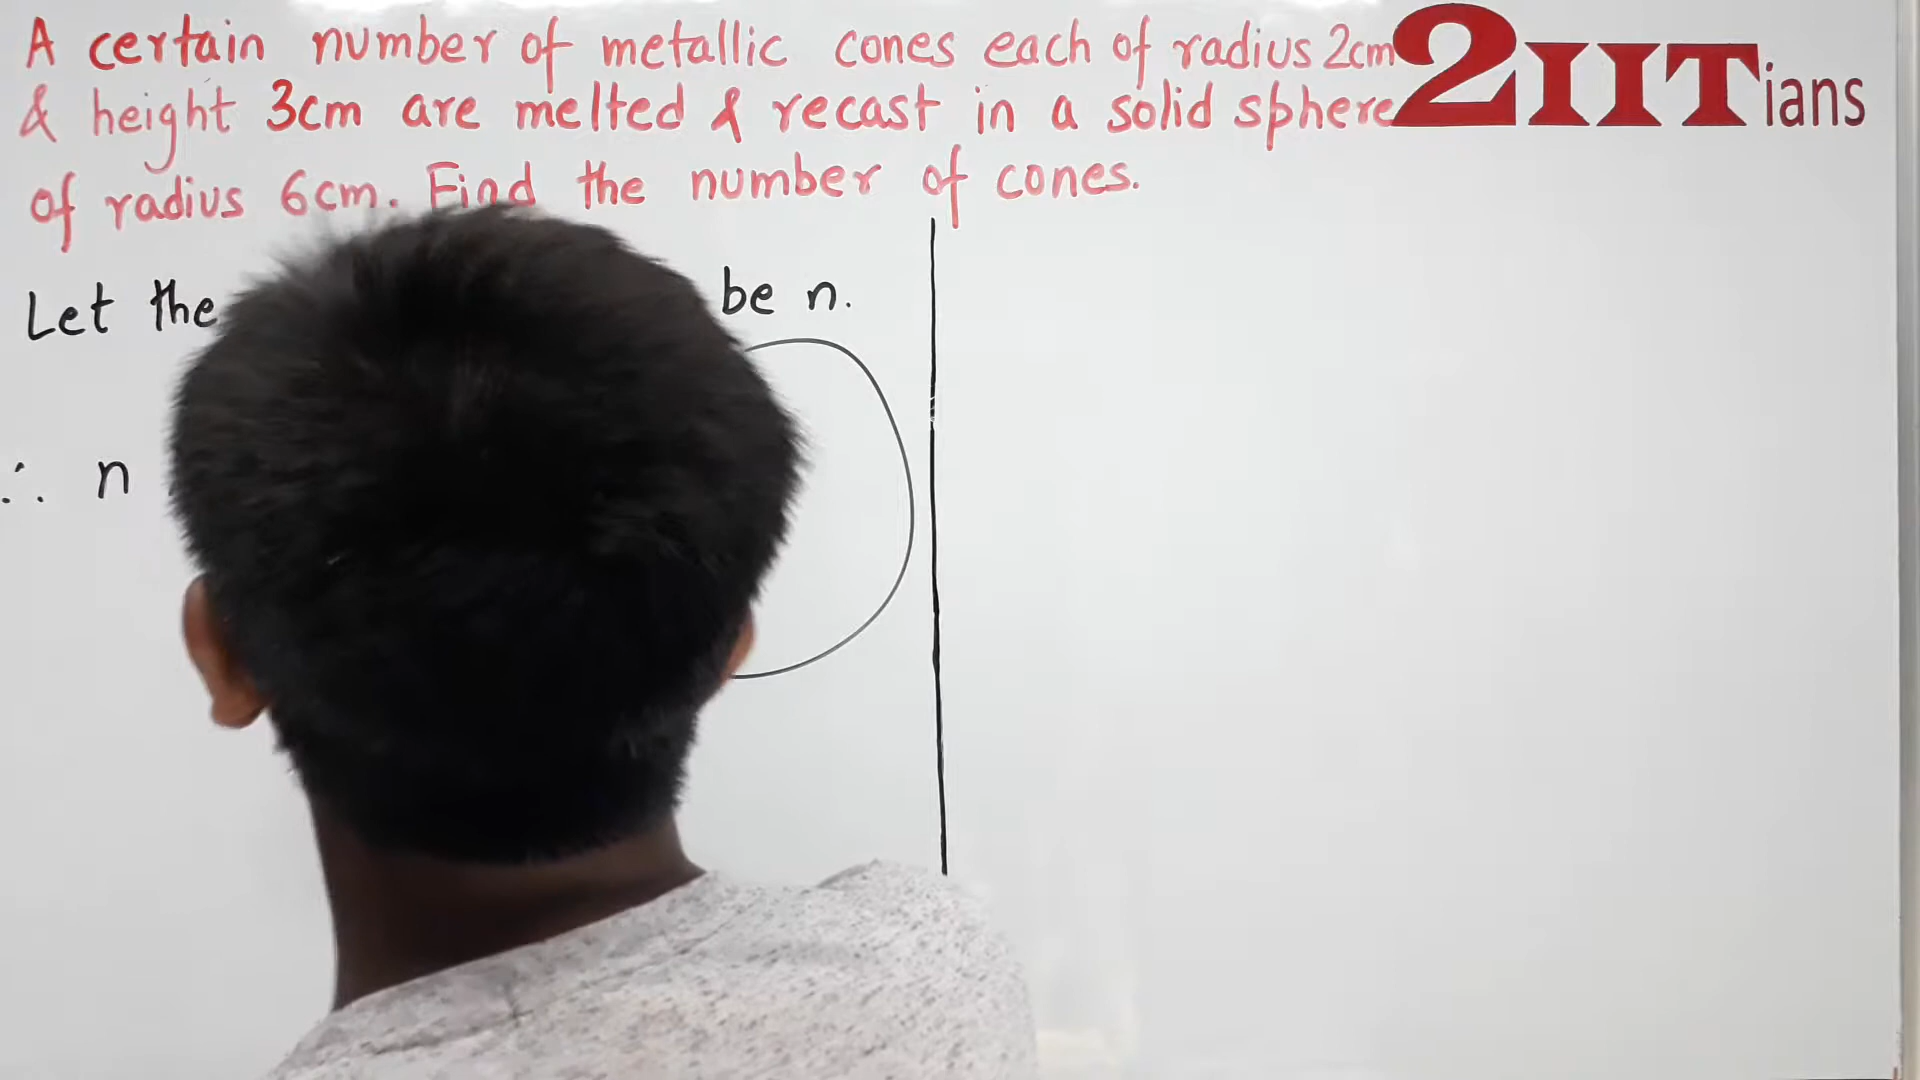 A certain number of metallic cones each of radius 2cm
& height 3cm are melted & recast in a solid sphere
of radius 6cm. Find the number of cones.
2IITians
Let the be n.
∴ n